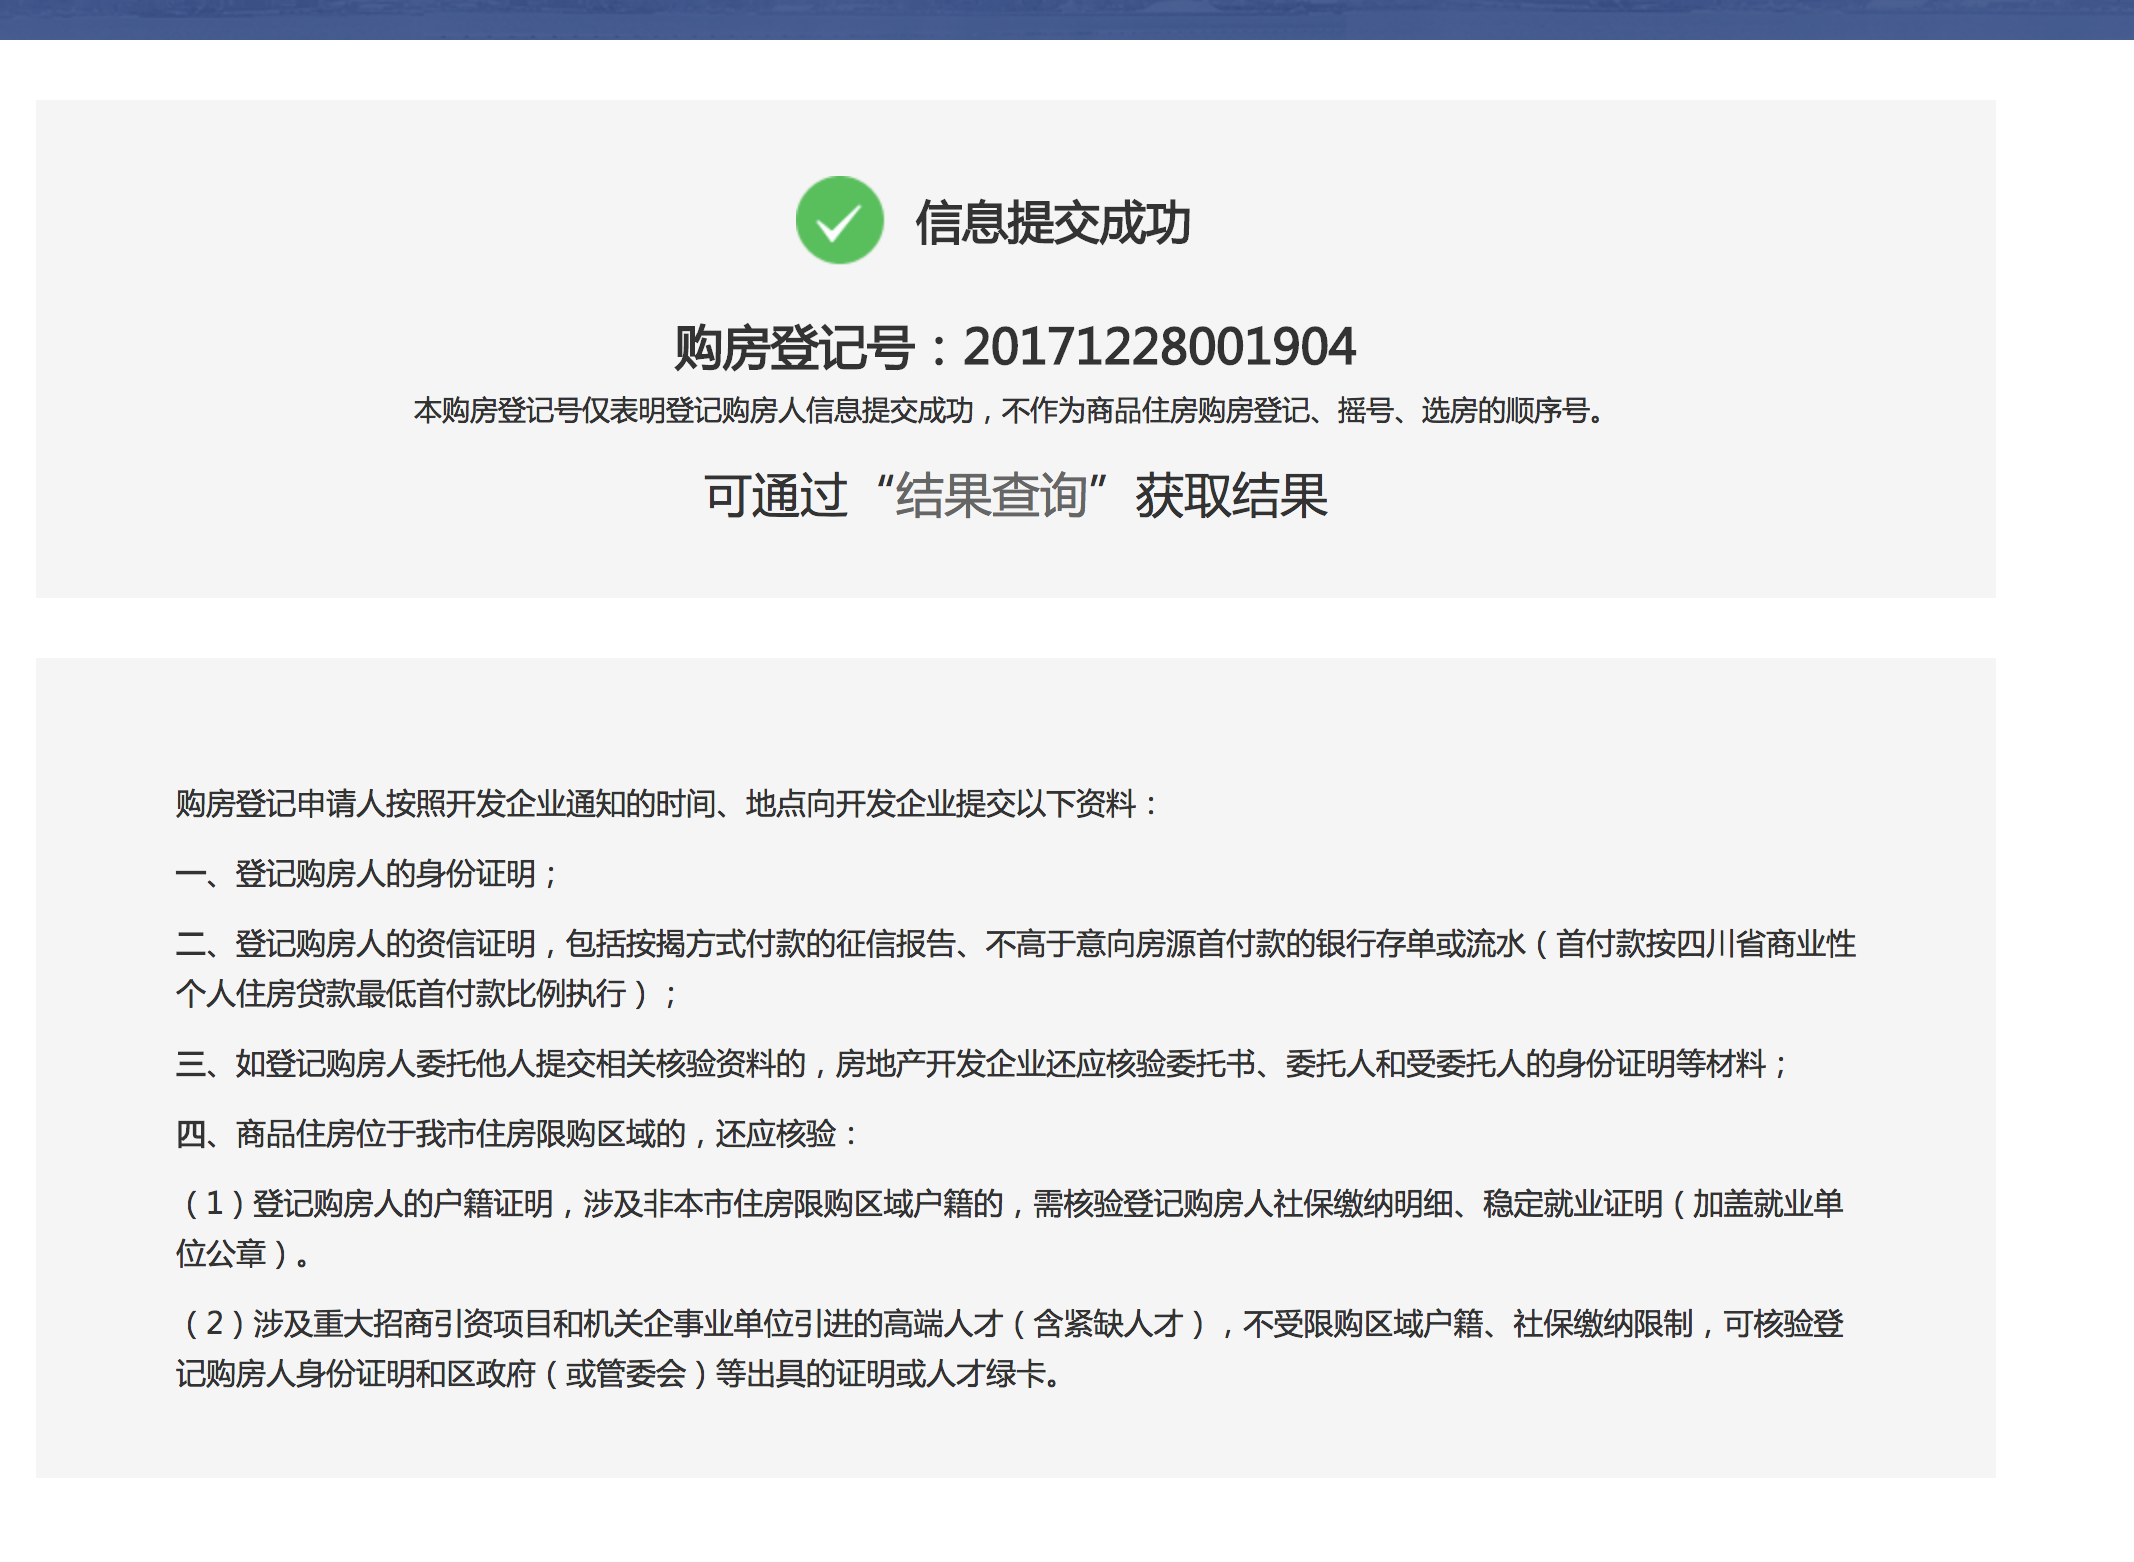 信息提交成功
购房登记号：20171228001904
本购房登记号仅表明登记购房人信息提交成功，不作为商品住房购房登记、摇号、选房的顺序号。
可通过“结果查询”获取结果
购房登记申请人按照开发企业通知的时间、地点向开发企业提交以下资料：
一、登记购房人的身份证明；
二、登记购房人的资信证明，包括按揭方式付款的征信报告、不高于意向房源首付款的银行存单或流水（首付款按四川省商业性
个人住房贷款最低首付款比例执行）；
三、如登记购房人委托他人提交相关核验资料的，房地产开发企业还应核验委托书、委托人和受委托人的身份证明等材料；
四、商品住房位于我市住房限购区域的，还应核验：
（1）登记购房人的户籍证明，涉及非本市住房限购区域户籍的，需核验登记购房人社保缴纳明细、稳定就业证明（加盖就业单
位公章）。
（2）涉及重大招商引资项目和机关企事业单位引进的高端人才（含紧缺人才），不受限购区域户籍、社保缴纳限制，可核验登
记购房人身份证明和区政府（或管委会）等出具的证明或人才绿卡。